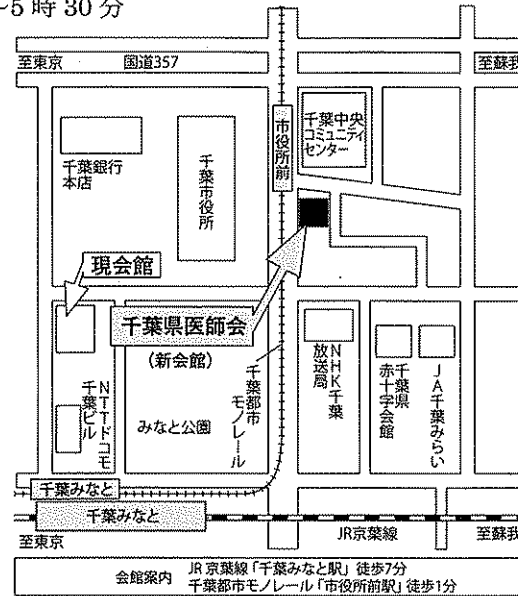 ~5時30分
至東京
国道357
至蘇我
千葉銀行
本店
千葉市役所
市役所前
千葉中央
コミュニティ
センター
現会館
千葉県医師会
(新会館)
千葉都市
モノレール
みなと公園
NTTドコモ
千葉ビル
NHK千葉
放送局
千葉県
赤十字会館
JA千葉みらい
千葉みなと
千葉みなと
至東京
JR京葉線
至蘇我
会館案内 JR京葉線「千葉みなと駅」徒歩7分
千葉都市モノレール「市役所前駅」徒歩1分